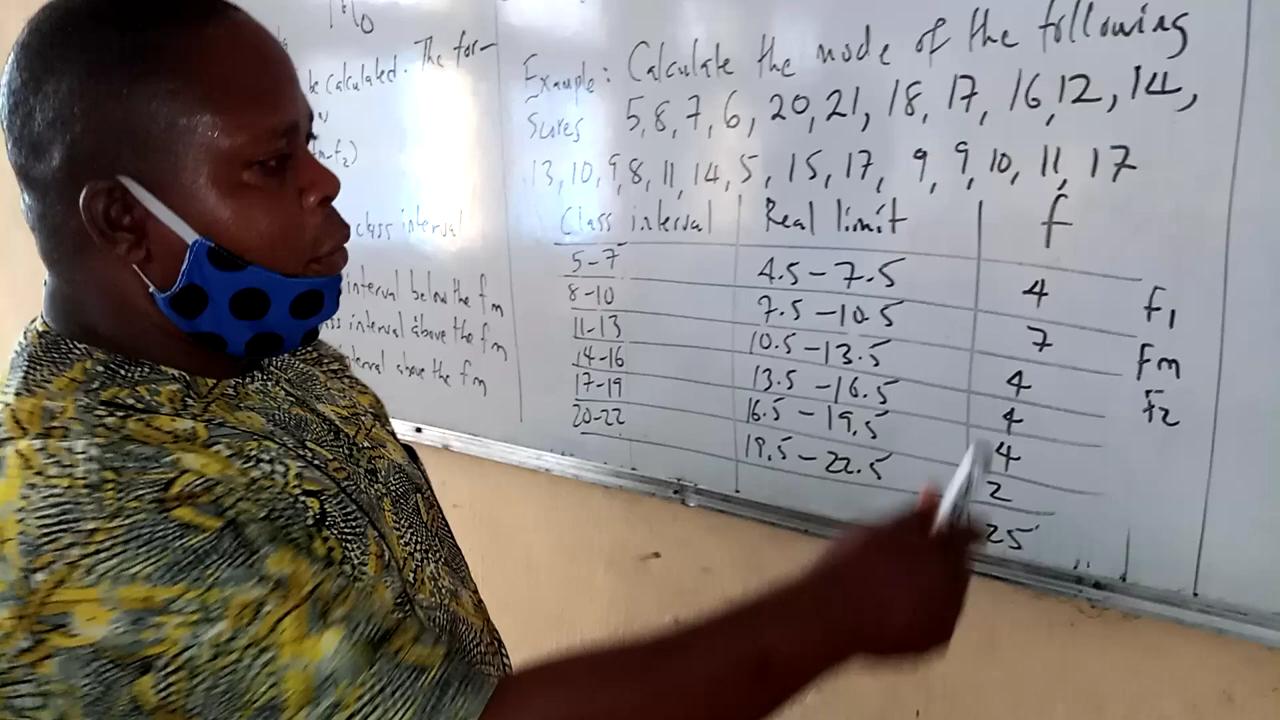 be calculated. The for-
Example: Calculate the mode of the following
Scores 5, 8, 7, 6, 20, 21, 18, 17, 16, 12, 14,
13, 10, 9, 8, 11, 14, 5, 15, 17, 9, 9, 10, 11, 17
class interval
interval below the fm
interval above the fm
above the fm
Class interval Real limit f
5-7 4.5-7.5 4 f1
8-10 7.5-10.5 7 fm
11-13 10.5-13.5 4 f2
14-16 13.5-16.5 4
17-19 16.5-19.5 4
20-22 19.5-22.5 2
25